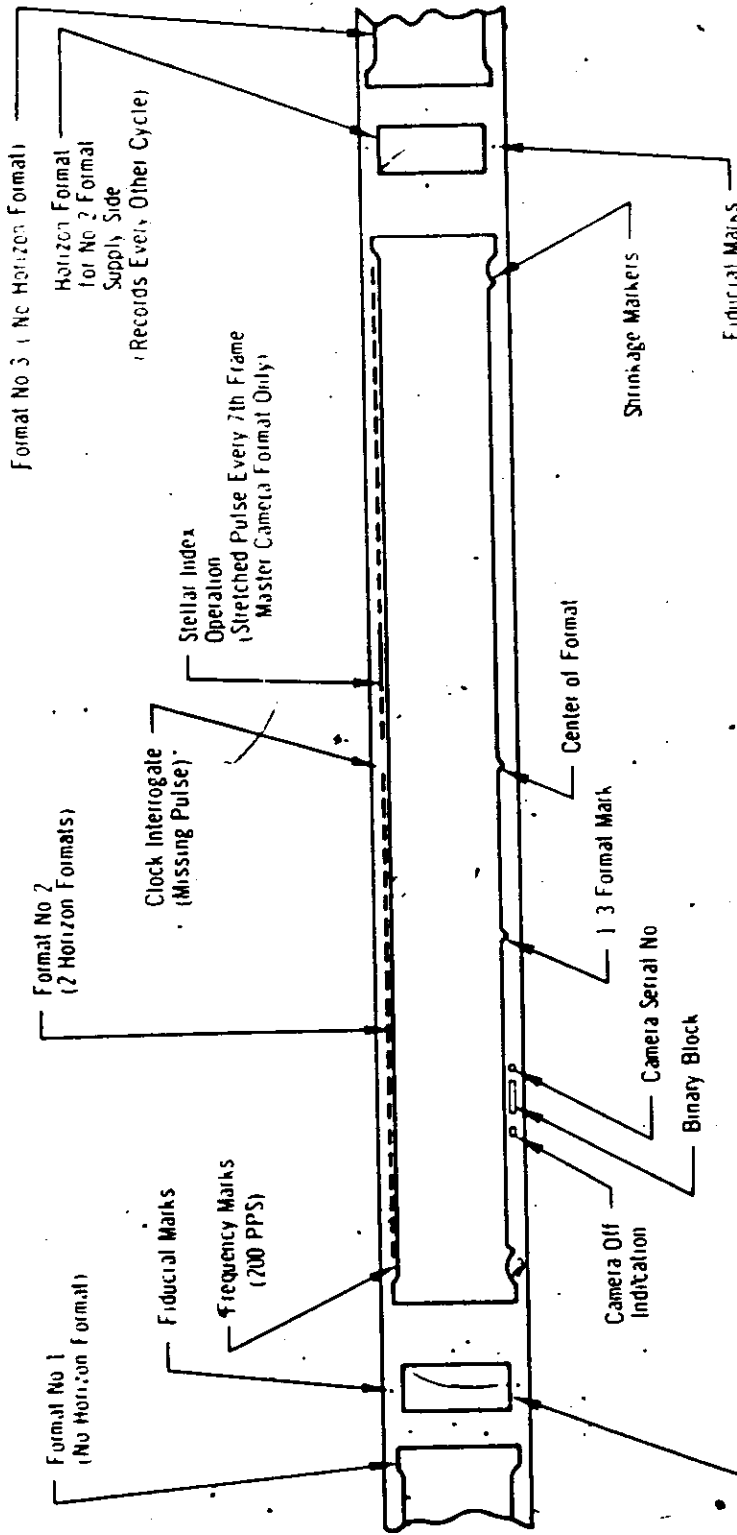 Format No 1
(No Horizon Format)
Fiducial Marks
Frequency Marks
(200 PPS)
Format No 2
(2 Horizon Formats)
Clock Interrogate
(Missing Pulse)
Stellar Index
Operation
(Stretched Pulse Every 7th Frame
Master Camera Format Only)
Format No 3 (No Horizon Format)
Horizon Format
for No 2 Format
Supply Side
(Records Every Other Cycle)
Camera Off
Indication
Binary Block
Camera Serial No
1 3 Format Mark
Center of Format
Shrinkage Markers
Fiducial Marks